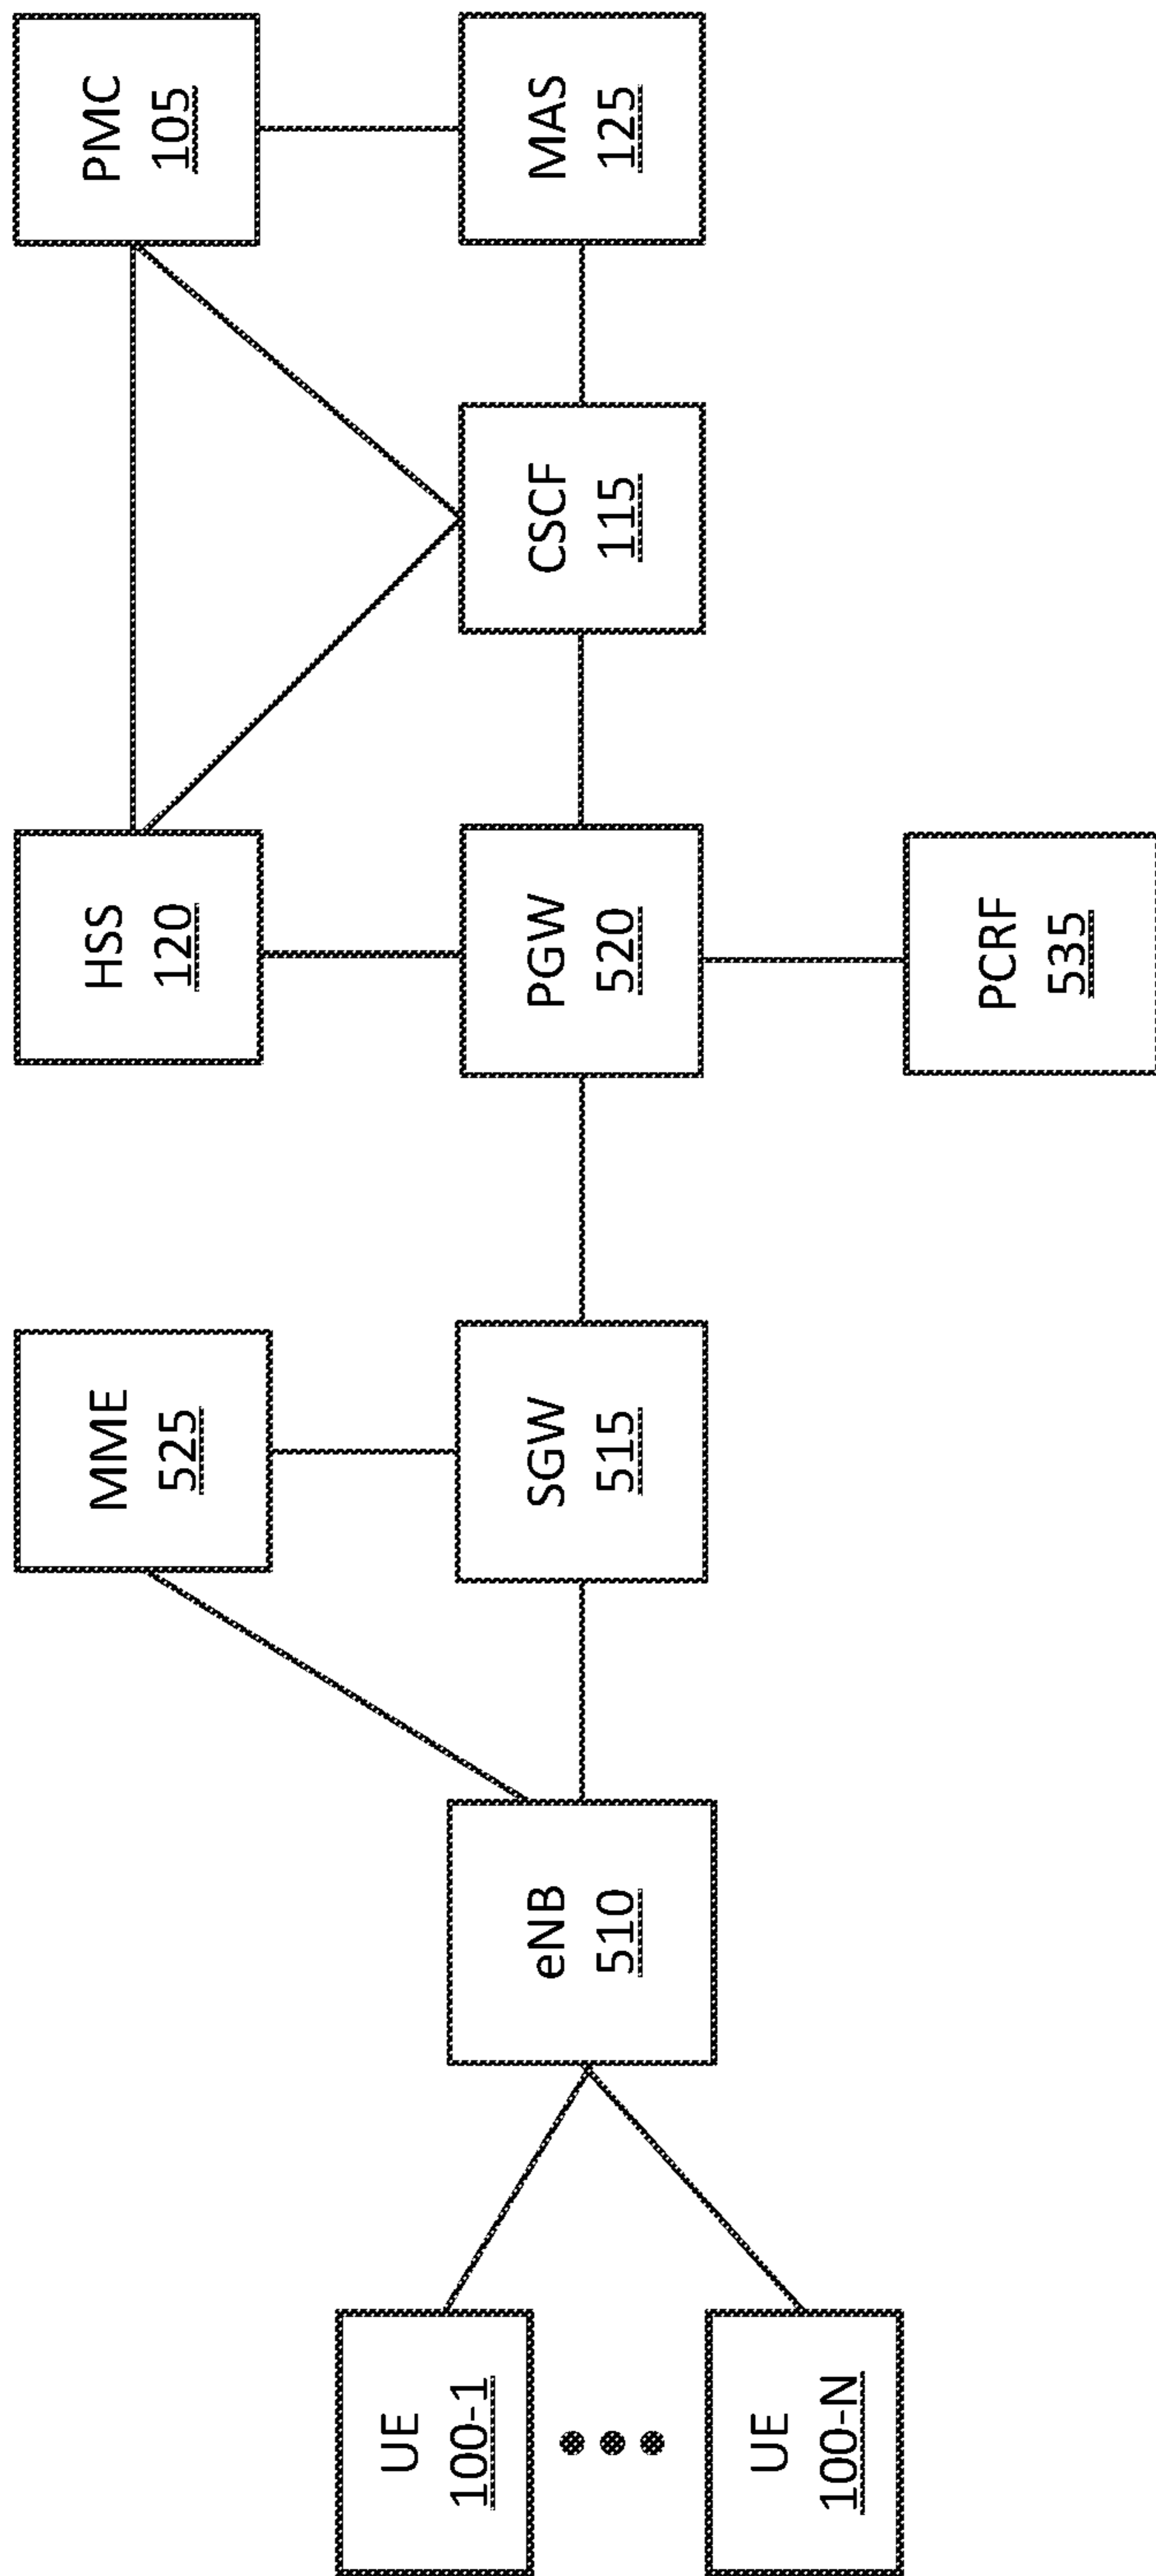 MME
525
HSS
120
PMC
105
UE
100-1
eNB
510
SGW
515
PGW
520
CSCF
115
MAS
125
UE
100-N
PCRF
535